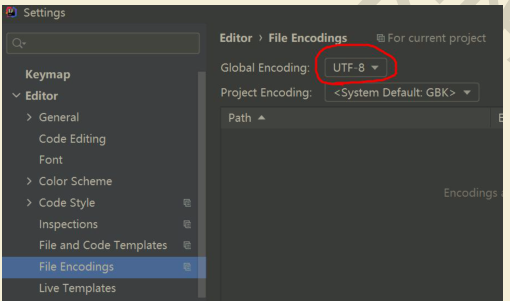 Settings
Editor › File Encodings For current project
Global Encoding: UTF-8
Project Encoding: <System Default: GBK>
Path
Keymap
Editor
General
Code Editing
Font
Color Scheme
Code Style
Inspections
File and Code Templates
File Encodings
Live Templates
Encodings